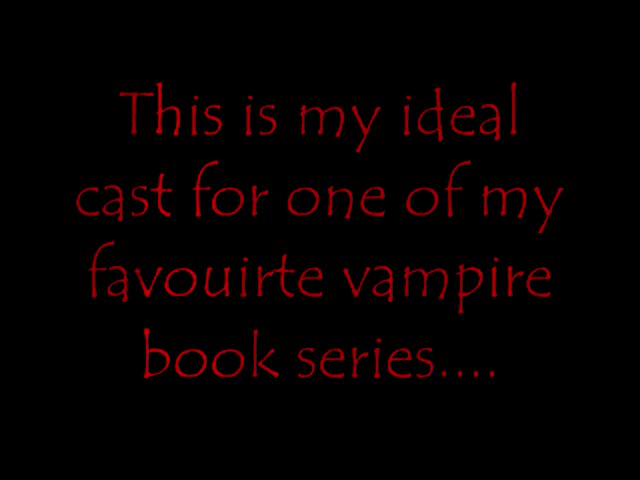 This is my ideal
cast for one of my
favouirte vampire
book series....